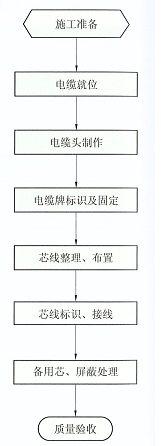 施工准备
电缆就位
电缆头制作
电缆牌标识及固定
芯线整理、布置
芯线标识、接线
备用芯、屏蔽处理
质量验收